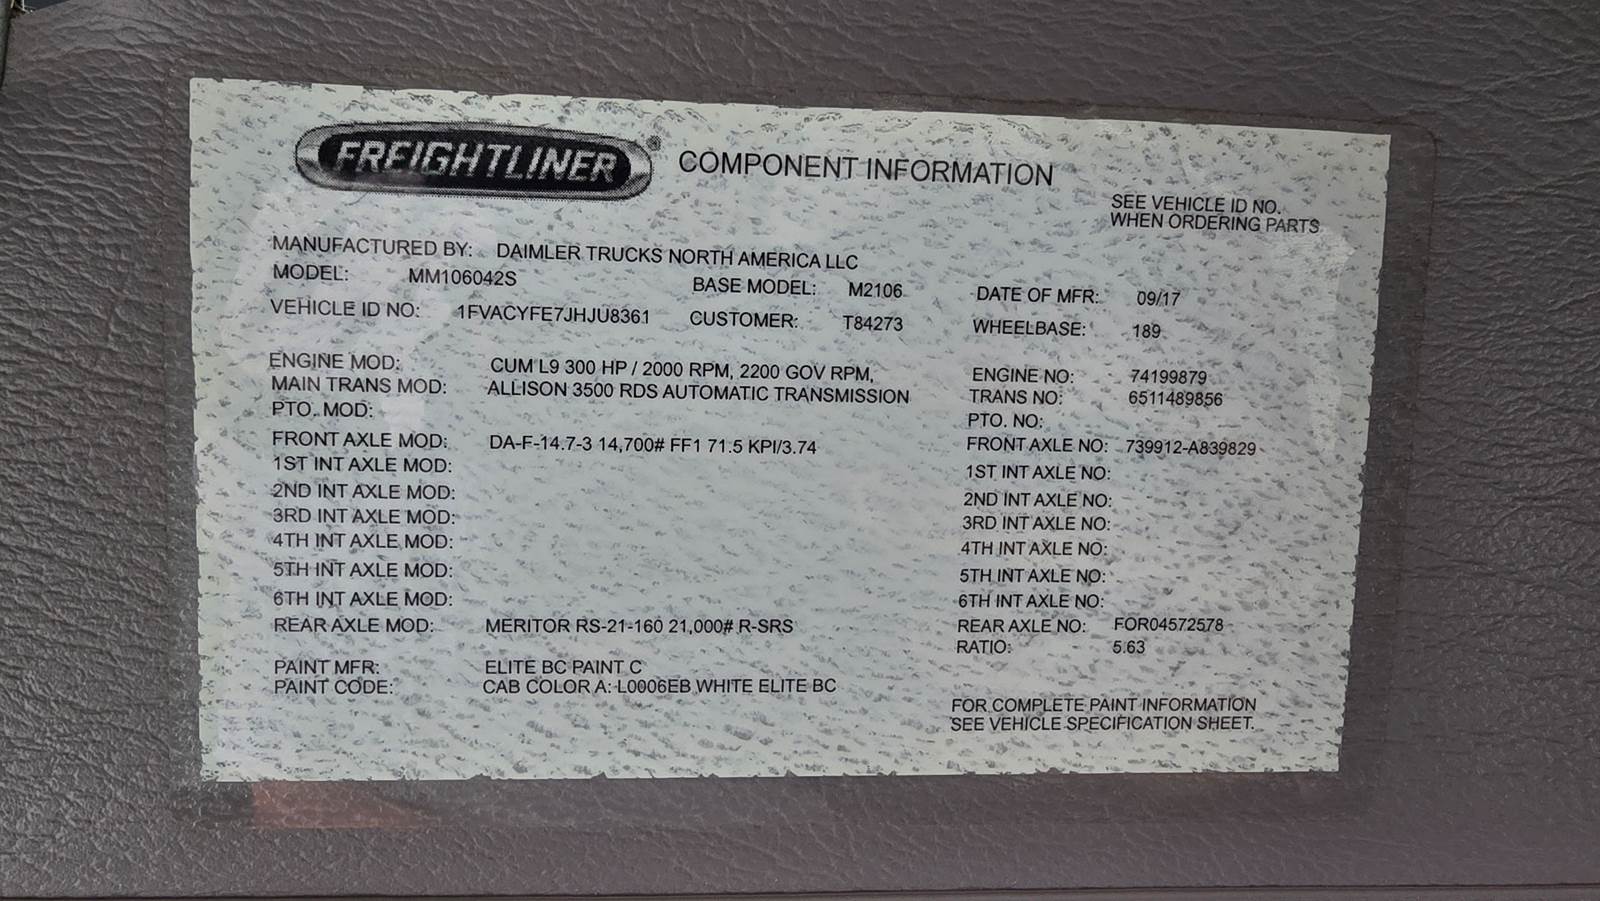 FREIGHTLINER® COMPONENT INFORMATION
SEE VEHICLE ID NO.
WHEN ORDERING PARTS
MANUFACTURED BY: DAIMLER TRUCKS NORTH AMERICA LLC
MODEL: MM106042S BASE MODEL: M2106 DATE OF MFR: 09/17
VEHICLE ID NO: 1FVACYFE7JHJU8361 CUSTOMER: T84273 WHEELBASE: 189
ENGINE MOD: CUM L9 300 HP / 2000 RPM, 2200 GOV RPM, ENGINE NO: 74199879
MAIN TRANS MOD: ALLISON 3500 RDS AUTOMATIC TRANSMISSION TRANS NO: 6511489856
PTO. MOD: PTO. NO:
FRONT AXLE MOD: DA-F-14.7-3 14,700# FF1 71.5 KPI/3.74 FRONT AXLE NO: 739912-A839829
1ST INT AXLE MOD: 1ST INT AXLE NO:
2ND INT AXLE MOD: 2ND INT AXLE NO:
3RD INT AXLE MOD: 3RD INT AXLE NO:
4TH INT AXLE MOD: 4TH INT AXLE NO:
5TH INT AXLE MOD: 5TH INT AXLE NO:
6TH INT AXLE MOD: 6TH INT AXLE NO:
REAR AXLE MOD: MERITOR RS-21-160 21,000# R-SRS REAR AXLE NO: FOR04572578
RATIO: 5.63
PAINT MFR: ELITE BC PAINT C
PAINT CODE: CAB COLOR A: L0006EB WHITE ELITE BC
FOR COMPLETE PAINT INFORMATION
SEE VEHICLE SPECIFICATION SHEET.